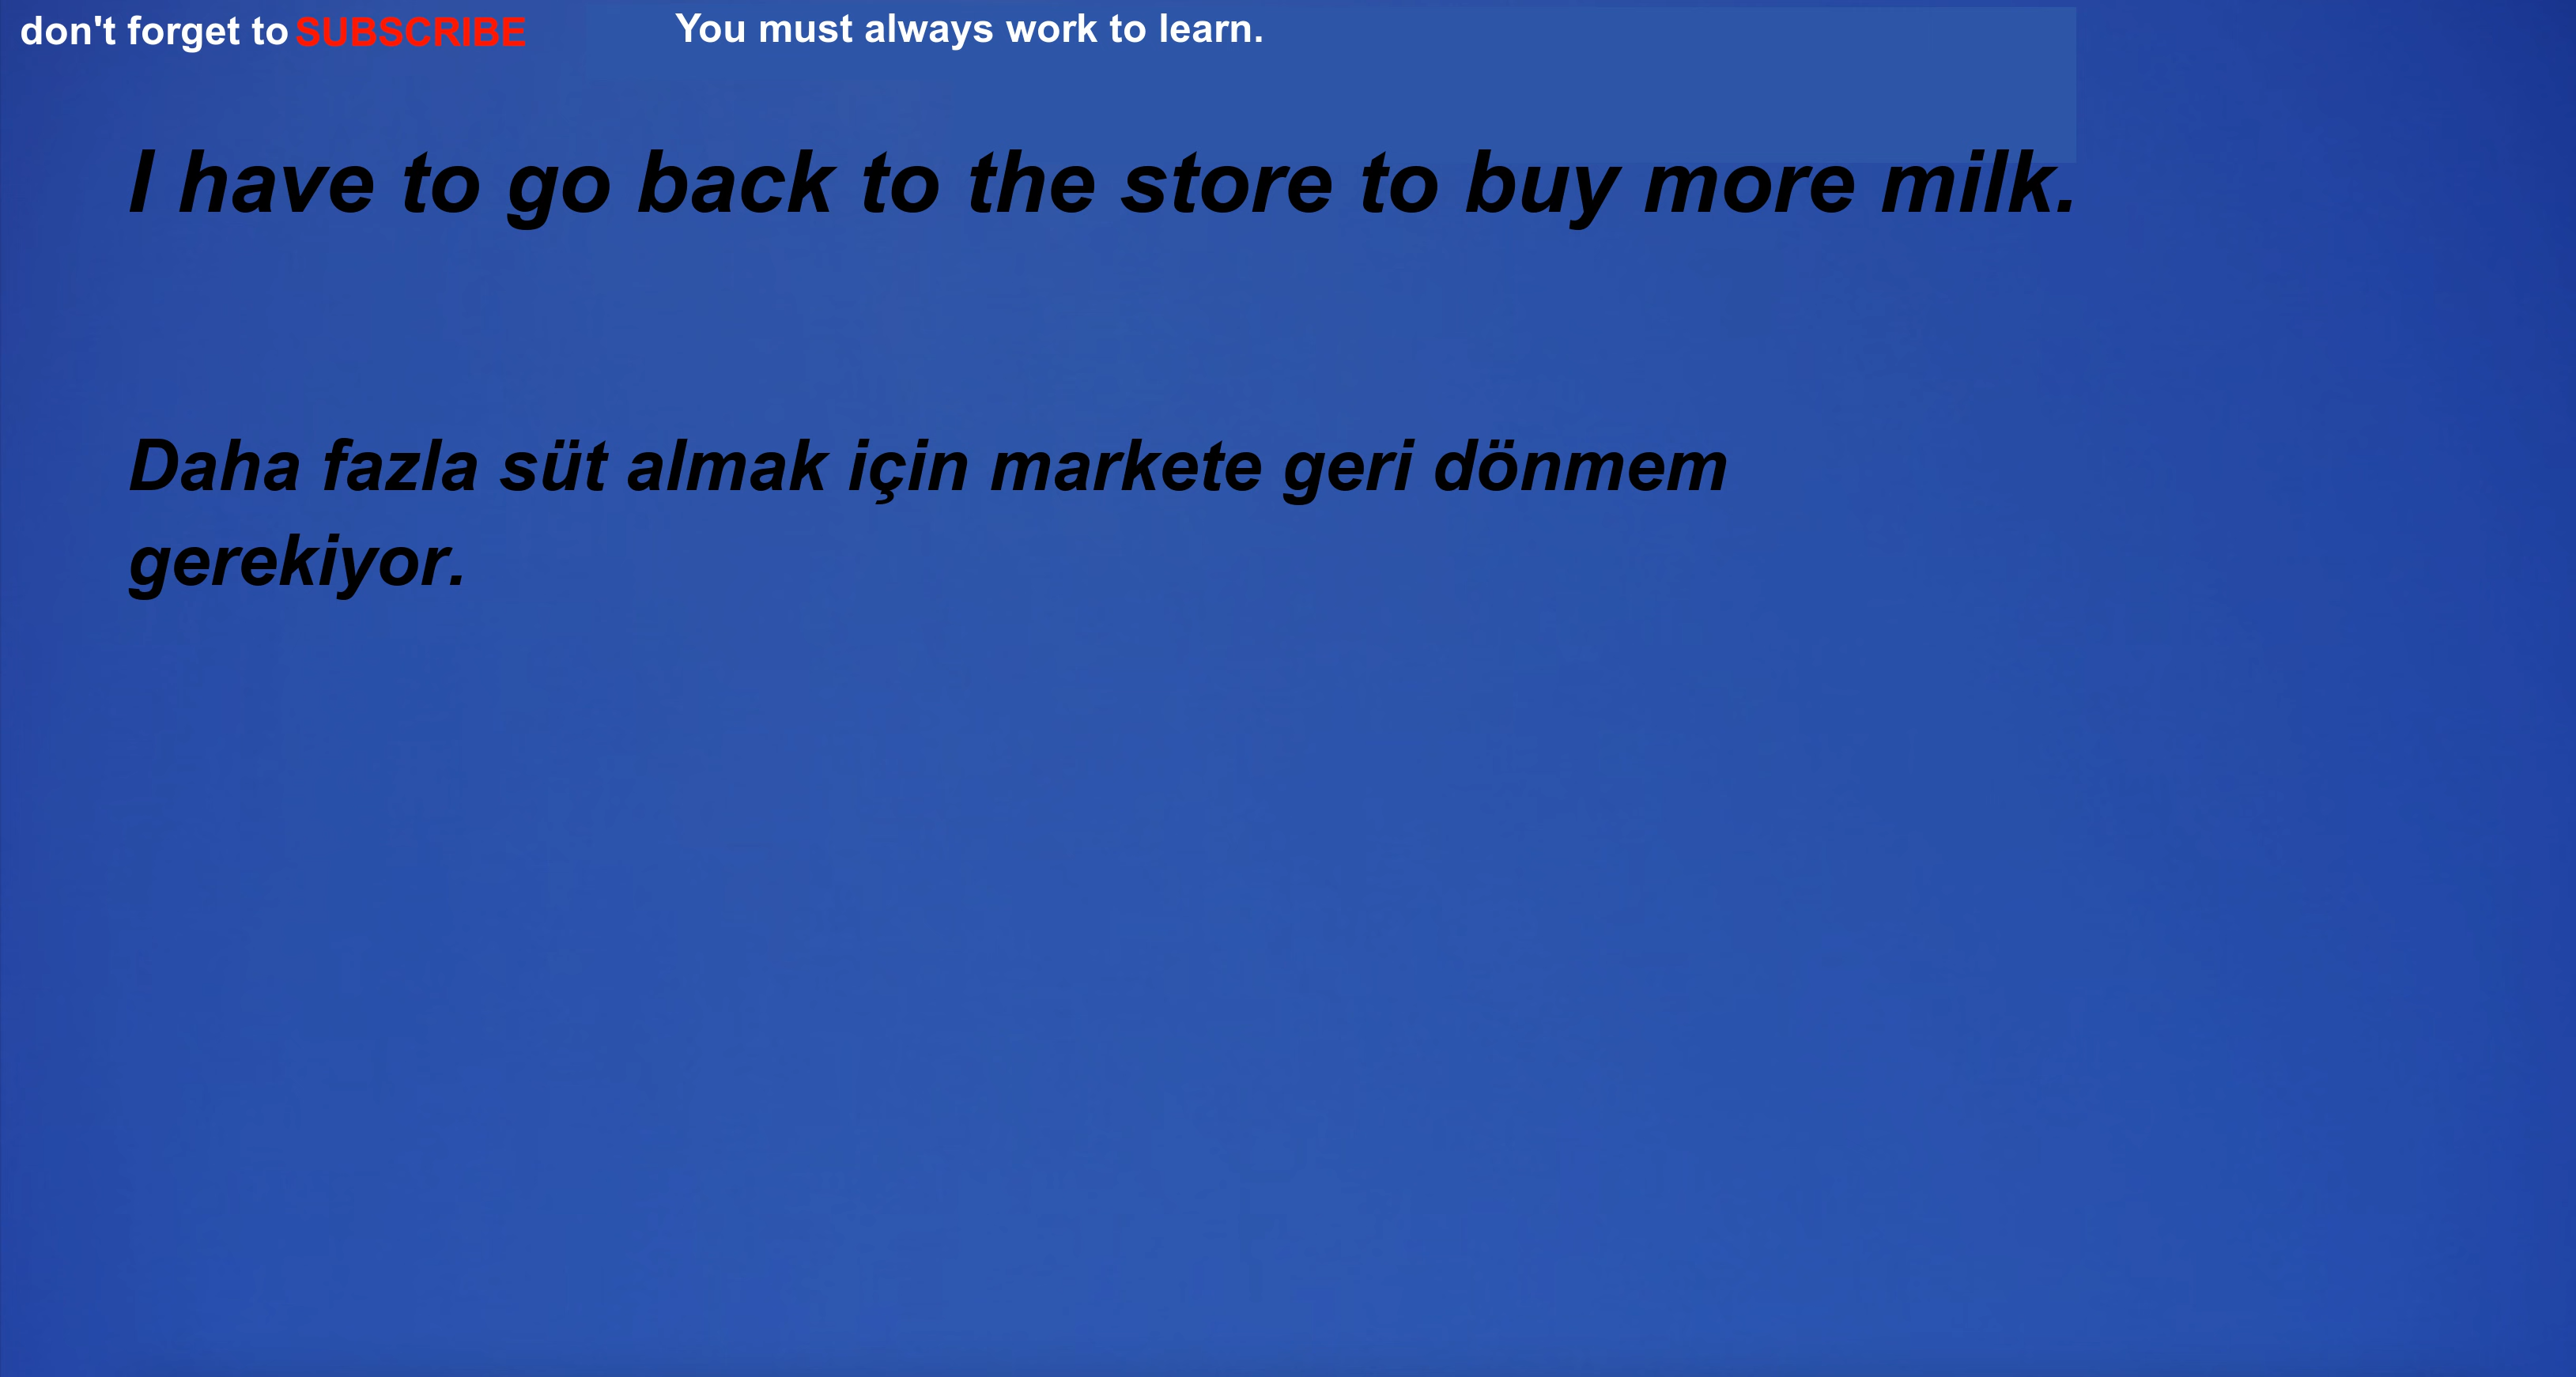 don't forget to SUBSCRIBE
You must always work to learn.
I have to go back to the store to buy more milk.
Daha fazla süt almak için markete geri dönmem
gerekiyor.